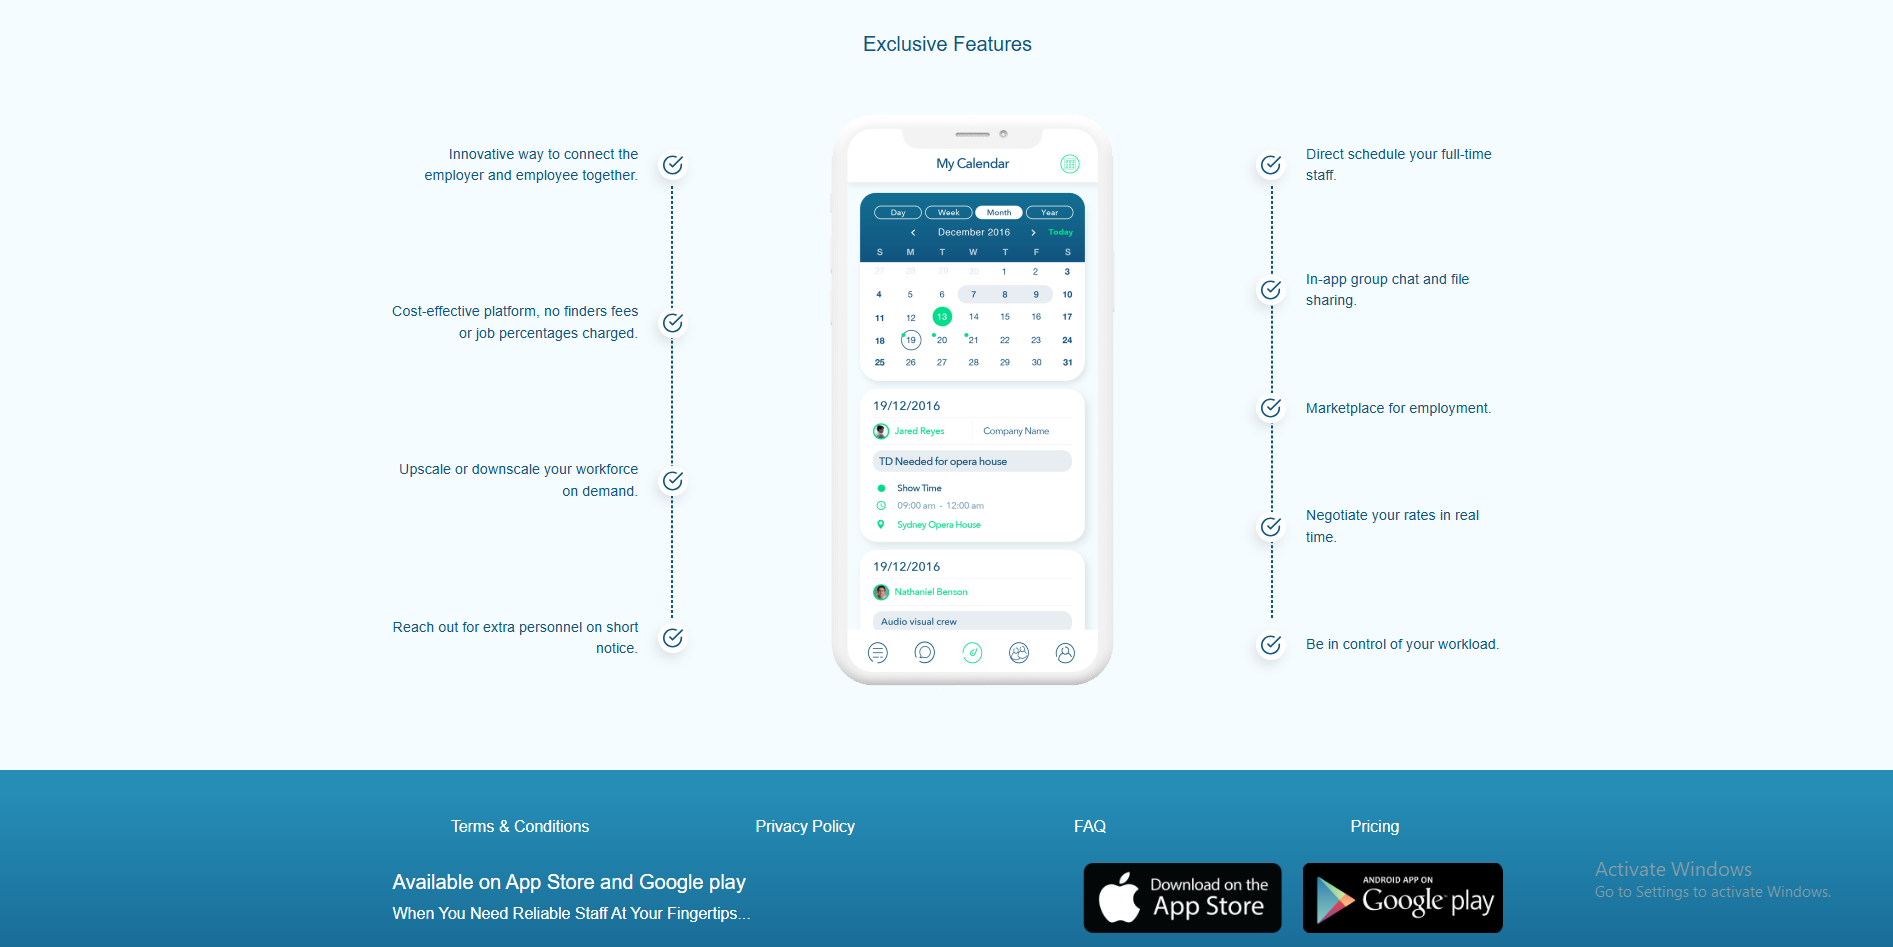 Exclusive Features
Innovative way to connect the
employer and employee together.
Cost-effective platform, no finders fees
or job percentages charged.
Upscale or downscale your workforce
on demand.
Reach out for extra personnel on short
notice.
My Calendar
Day Week Month Year
December 2016 Today
S M T W T F S
27 28 29 30 1 2 3
4 5 6 7 8 9 10
11 12 13 14 15 16 17
18 19 20 21 22 23 24
25 26 27 28 29 30 31
19/12/2016
Jared Reyes Company Name
TD Needed for opera house
Show Time
09:00 am - 12:00 am
Sydney Opera House
19/12/2016
Nathaniel Benson
Audio visual crew
Direct schedule your full-time
staff.
In-app group chat and file
sharing.
Marketplace for employment.
Negotiate your rates in real
time.
Be in control of your workload.
Terms & Conditions Privacy Policy FAQ Pricing
Available on App Store and Google play
When You Need Reliable Staff At Your Fingertips...
Download on the
App Store
ANDROID APP ON
Google play
Activate Windows
Go to Settings to activate Windows.